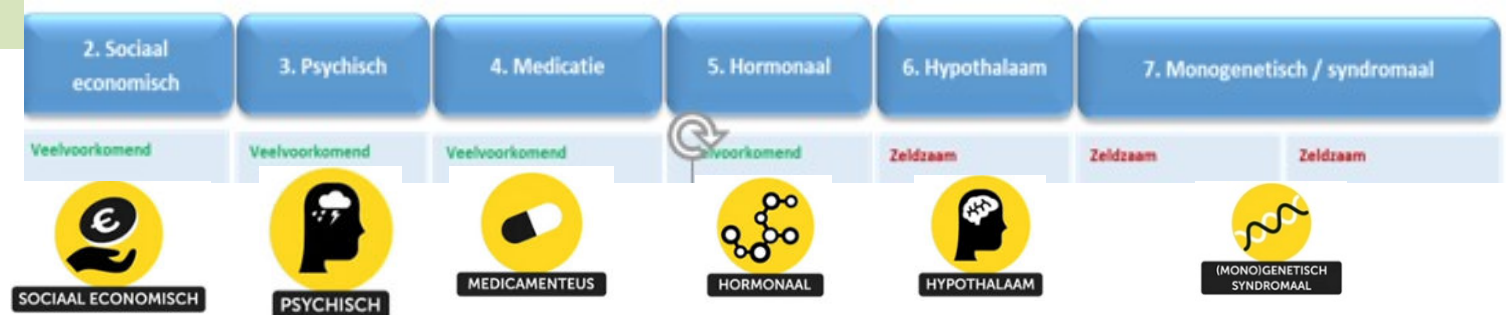 2. Sociaal
economisch
3. Psychisch
4. Medicatie
5. Hormonaal
6. Hypothalaam
7. Monogenetisch / syndromaal
Veelvoorkomend
Veelvoorkomend
Veelvoorkomend
elvoorkomend
Zeldzaam
Zeldzaam
Zeldzaam
€
SOCIAAL ECONOMISCH
PSYCHISCH
MEDICAMENTEUS
HORMONAAL
HYPOTHALAAM
(MONO)GENETISCH
SYNDROMAAL